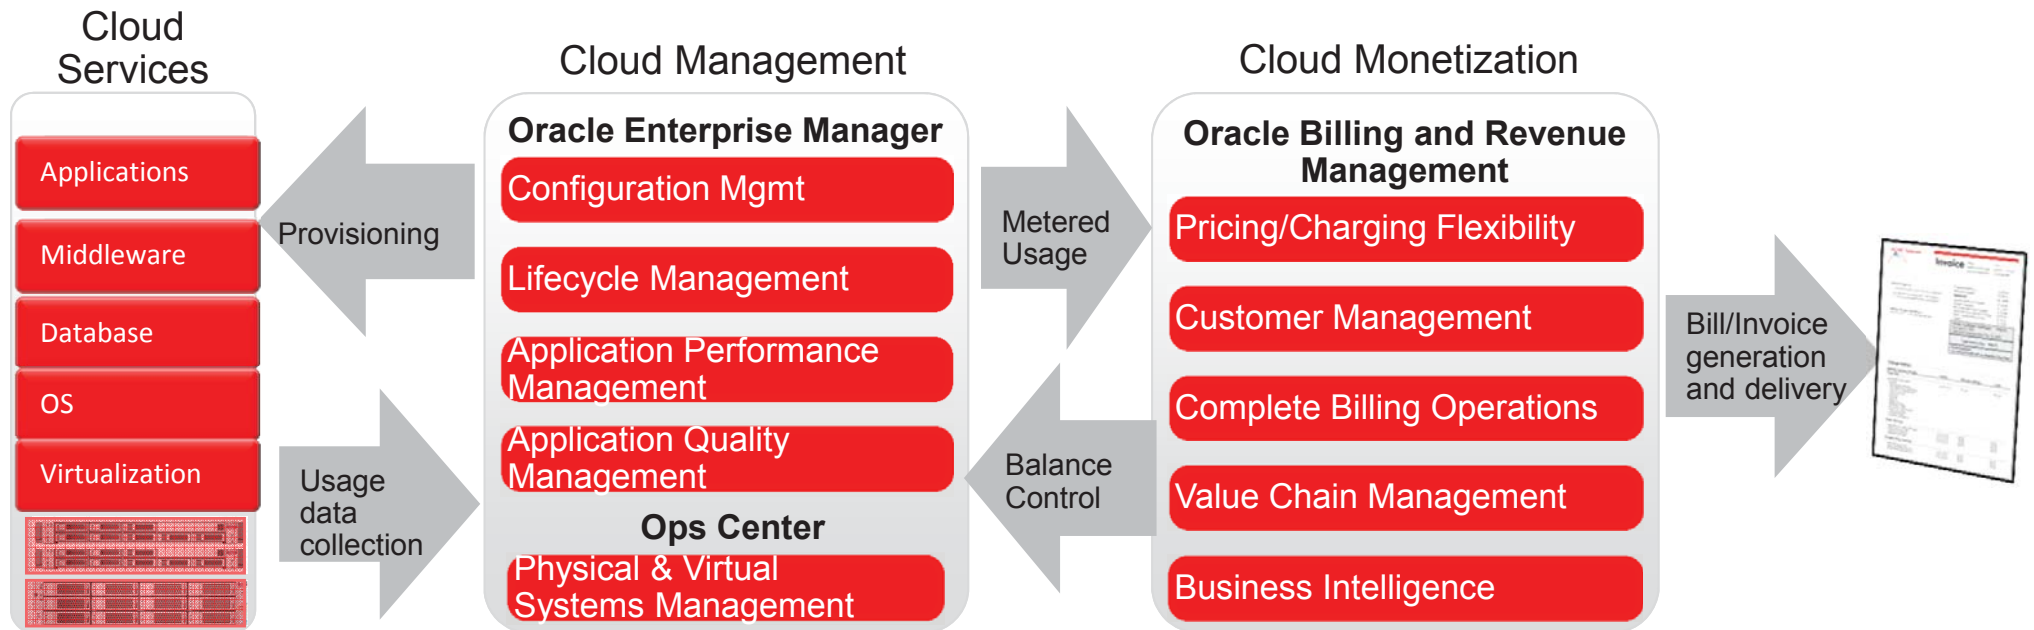 Cloud
Services
Applications
Middleware
Database
OS
Virtualization
Provisioning
Usage
data
collection
Cloud Management
Oracle Enterprise Manager
Configuration Mgmt
Lifecycle Management
Application Performance
Management
Application Quality
Management
Ops Center
Physical & Virtual
Systems Management
Metered
Usage
Balance
Control
Cloud Monetization
Oracle Billing and Revenue
Management
Pricing/Charging Flexibility
Customer Management
Complete Billing Operations
Value Chain Management
Business Intelligence
Bill/Invoice
generation
and delivery
Invoice